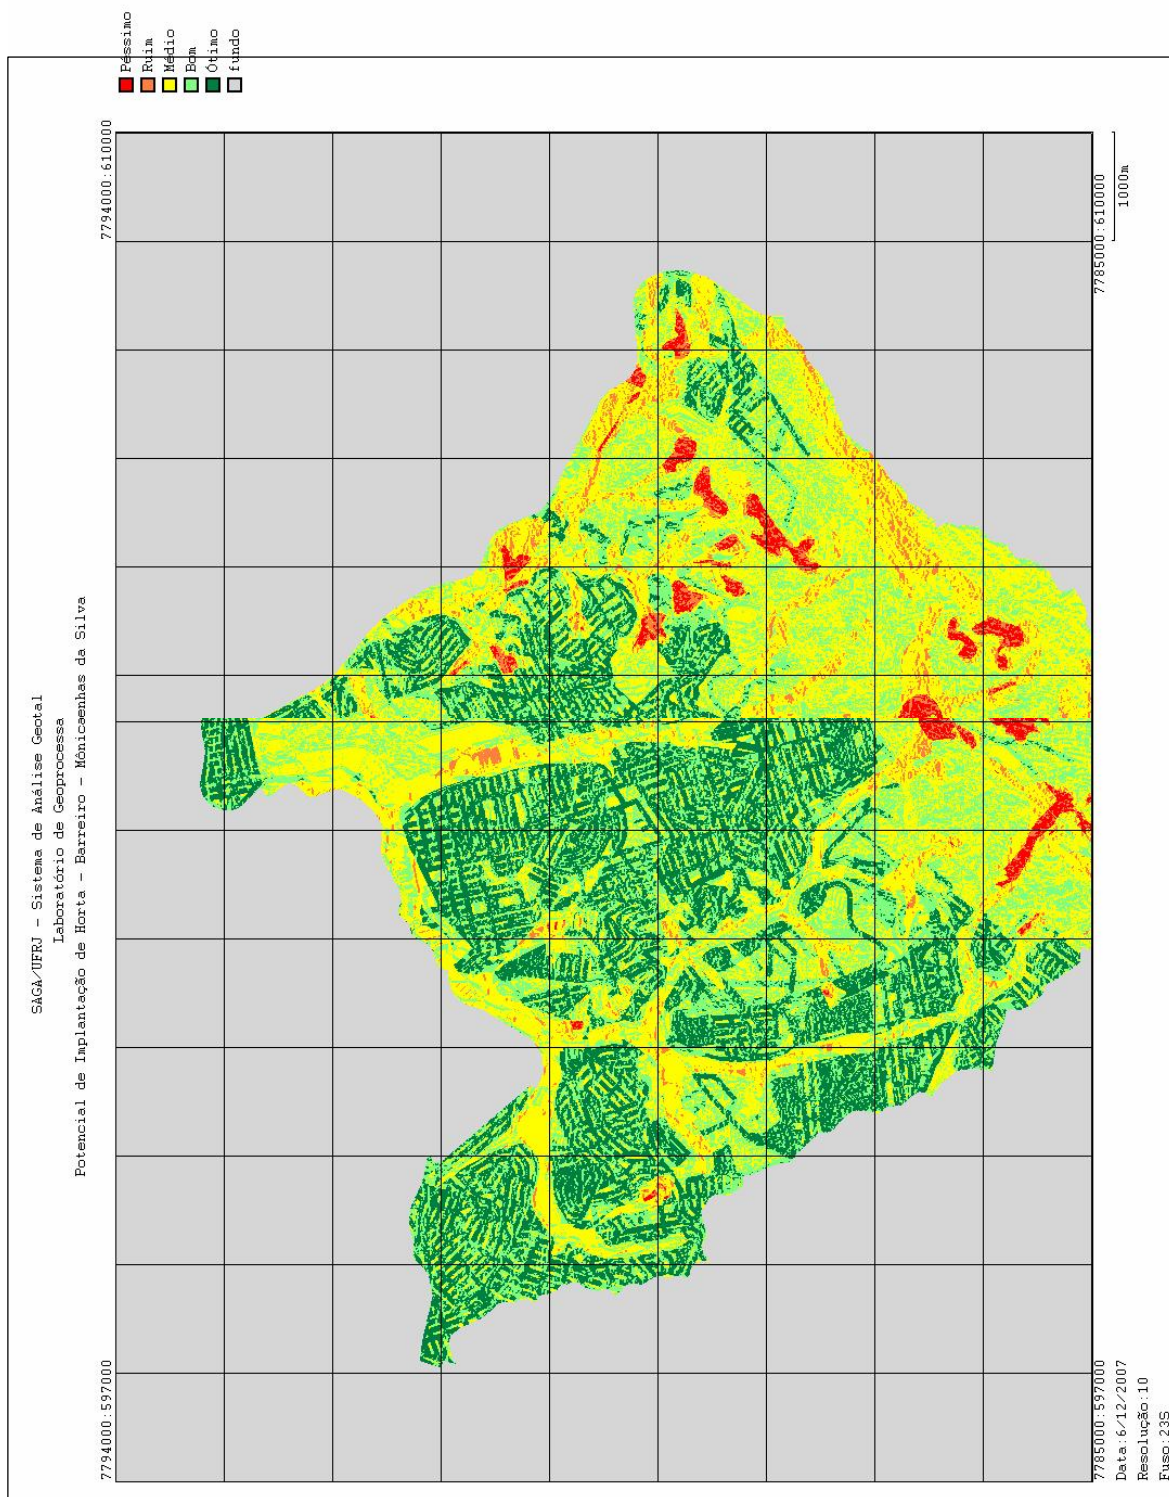 SAGA/UFRJ - Sistema de Análise Geotal
Laboratório de Geoprocessa
Potencial de Implantação de Horta - Barreiro - Mônicaenhas da Silva
7794000:597000
7794000:610000
Péssimo
Ruim
Médio
Bom
Ótimo
fundo
7785000:597000
7785000:610000
Data:6/12/2007
1000m
Resolução:10
Fuso:23S